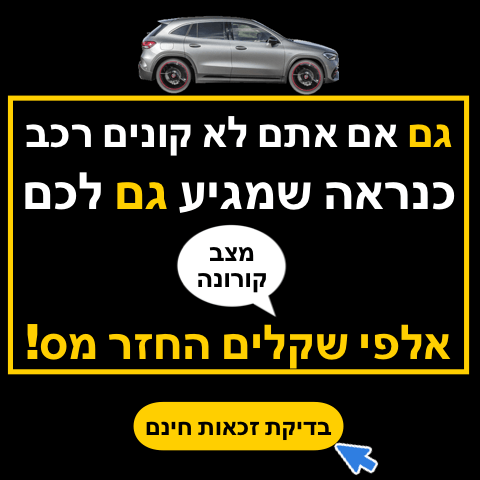 גם אם אתם לא קונים רכב
כנראה שמגיע גם לכם
מצב
קורונה
אלפי שקלים החזר מס!
בדיקת זכאות חינם